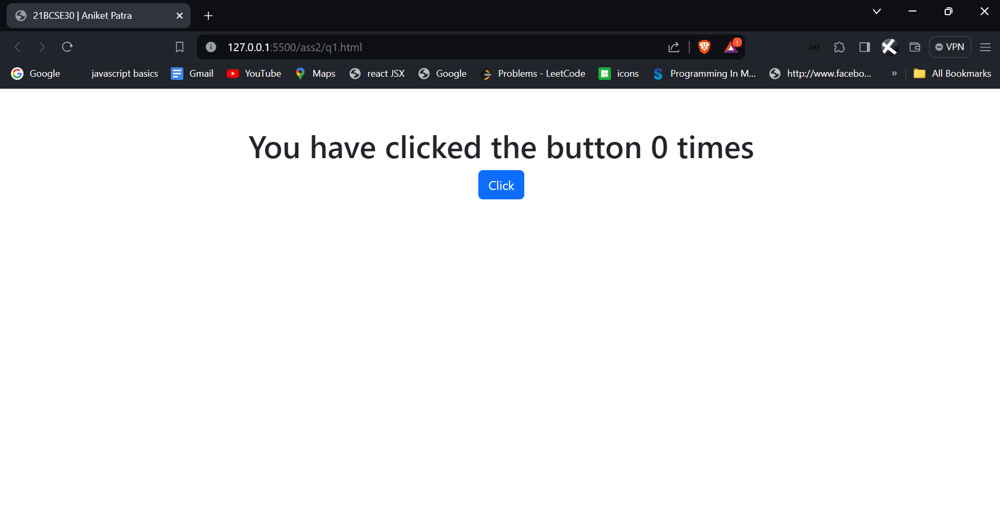 21BCSE30 | Aniket Patra
127.0.0.1:5500/ass2/q1.html
1
VPN
Google javascript basics Gmail YouTube Maps react JSX Google Problems - LeetCode icons Programming In M... http://www.facebo... » All Bookmarks
You have clicked the button 0 times
Click